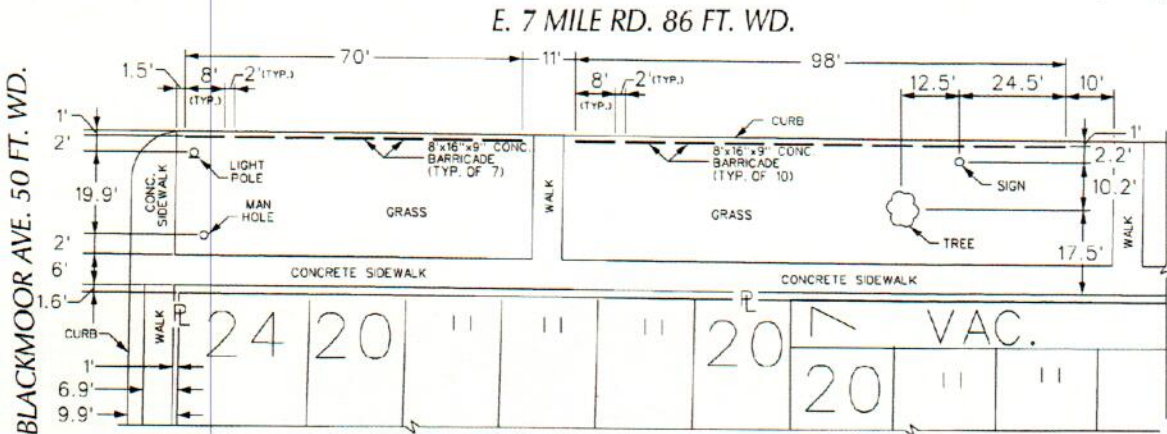 E. 7 MILE RD. 86 FT. WD.
BLACKMOOR AVE. 50 FT. WD.
70'
11'
98'
1.5'
8'
(TYP.)
2'(TYP.)
8'
(TYP.)
2'(TYP.)
12.5'
24.5'
10'
1'
2'
19.9'
2'
6'
1.6'
1'
6.9'
9.9'
CURB
8'x16"x9" CONC.
BARRICADE
(TYP. OF 7)
8'x16"x9" CONC.
BARRICADE
(TYP. OF 10)
1'
2.2'
10.2'
17.5'
LIGHT
POLE
MAN
HOLE
CONC.
SIDEWALK
GRASS
WALK
GRASS
SIGN
TREE
WALK
CONCRETE SIDEWALK
CONCRETE SIDEWALK
CURB
WALK
PL
PL
24 20 " " " 20
7 VAC.
20 " "